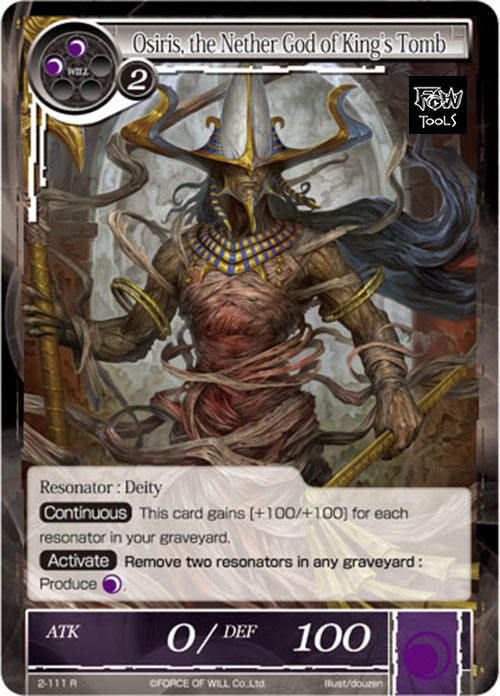 Osiris, the Nether God of King's Tomb
WILL
2
FOW
TOOLS
Resonator : Deity
Continuous This card gains [+100/+100] for each
resonator in your graveyard.
Activate Remove two resonators in any graveyard :
Produce .
ATK 0 / DEF 100
2-111 R ©FORCE OF WILL Co.,Ltd. Illust/douzen